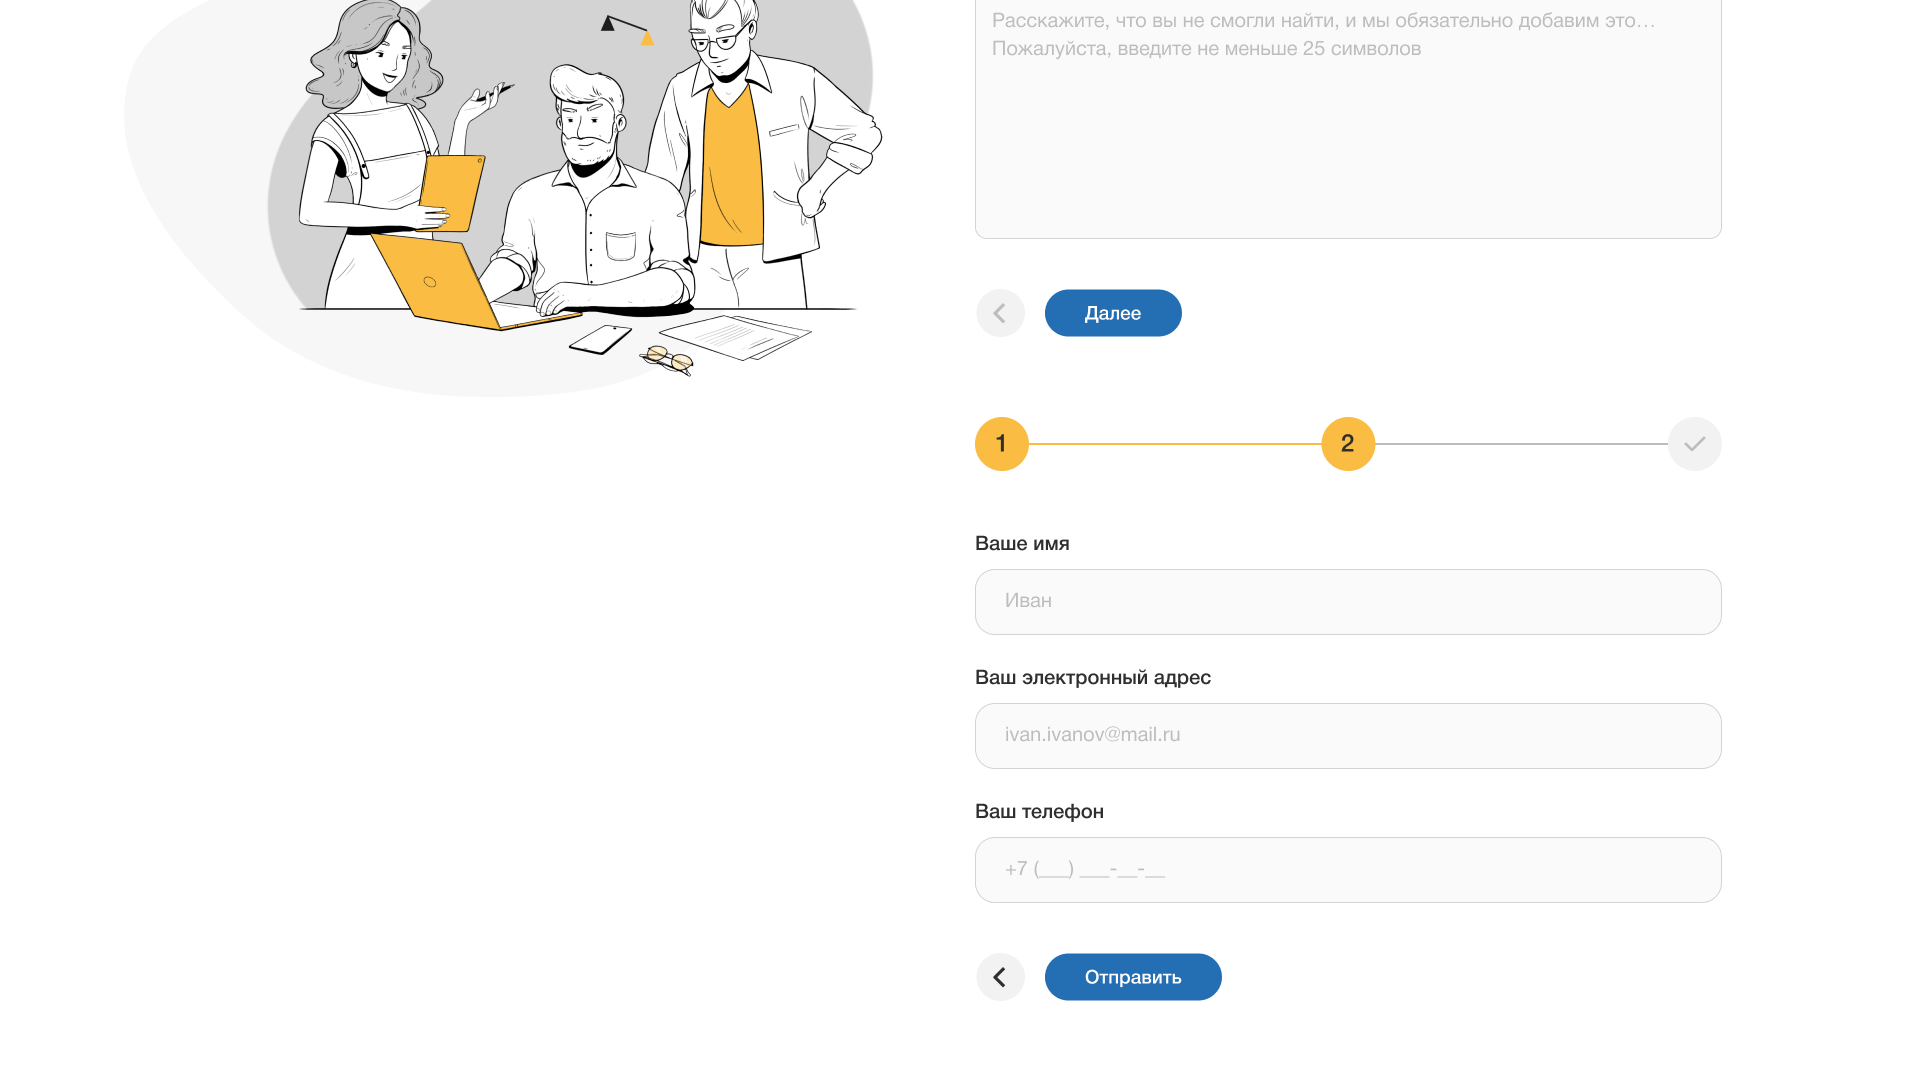 Расскажите, что вы не смогли найти, и мы обязательно добавим это…
Пожалуйста, введите не меньше 25 символов
Далее
1
2
Ваше имя
Иван
Ваш электронный адрес
ivan.ivanov@mail.ru
Ваш телефон
+7 (___) ___-__-__
Отправить